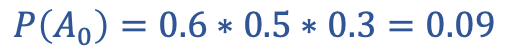 P(A₀) = 0.6 ∗ 0.5 ∗ 0.3 = 0.09